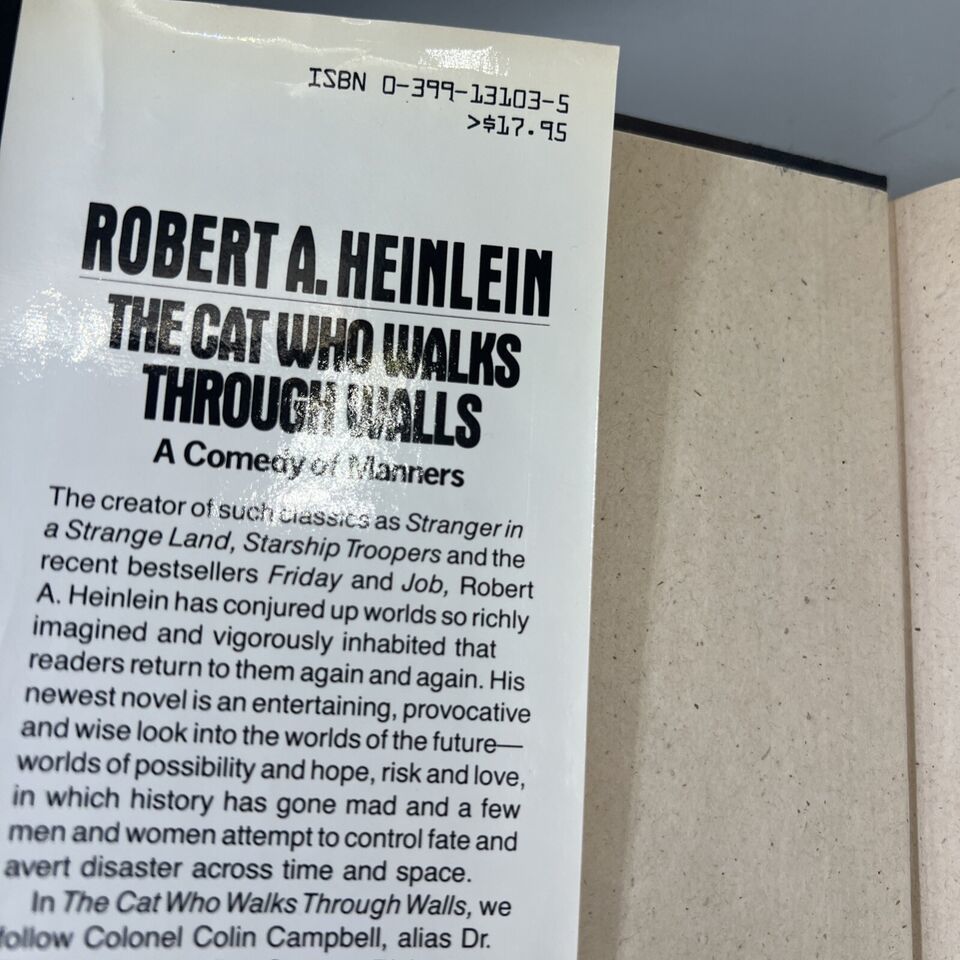 ISBN 0-399-13103-5
>$17.95
ROBERT A. HEINLEIN
THE CAT WHO WALKS
THROUGH WALLS
A Comedy of Manners
The creator of such classics as Stranger in
a Strange Land, Starship Troopers and the
recent bestsellers Friday and Job, Robert
A. Heinlein has conjured up worlds so richly
imagined and vigorously inhabited that
readers return to them again and again. His
newest novel is an entertaining, provocative
and wise look into the worlds of the future—
worlds of possibility and hope, risk and love,
in which history has gone mad and a few
men and women attempt to control fate and
avert disaster across time and space.
In The Cat Who Walks Through Walls, we
follow Colonel Colin Campbell, alias Dr.